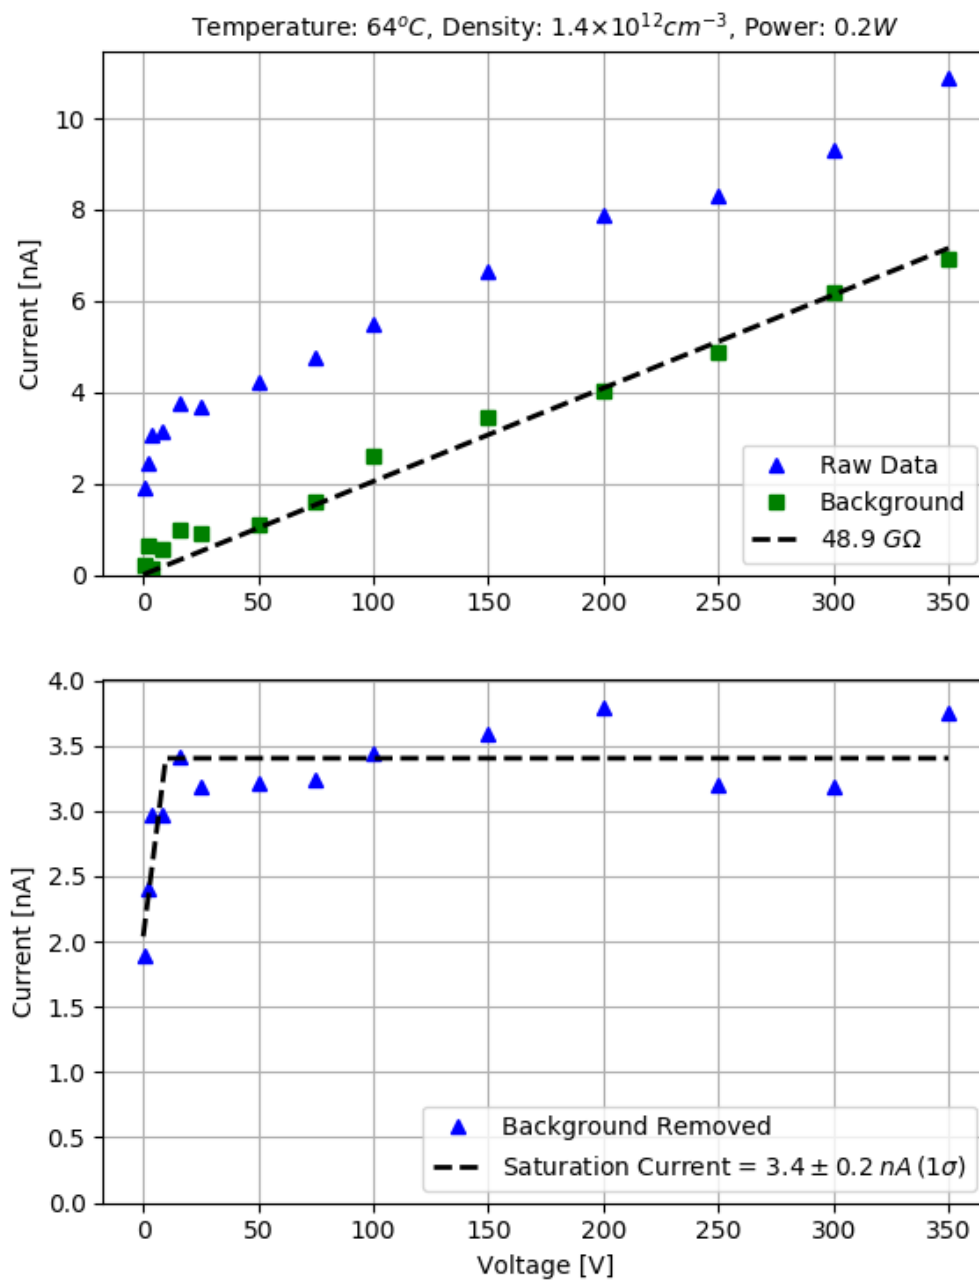 Temperature: 64°C, Density: 1.4×10¹²cm⁻³, Power: 0.2W
10
8
6
4
2
0
Current [nA]
Raw Data
Background
48.9 GΩ
0 50 100 150 200 250 300 350
4.0
3.5
3.0
2.5
2.0
1.5
1.0
0.5
0.0
Current [nA]
Background Removed
Saturation Current = 3.4 ± 0.2 nA (1σ)
0 50 100 150 200 250 300 350
Voltage [V]